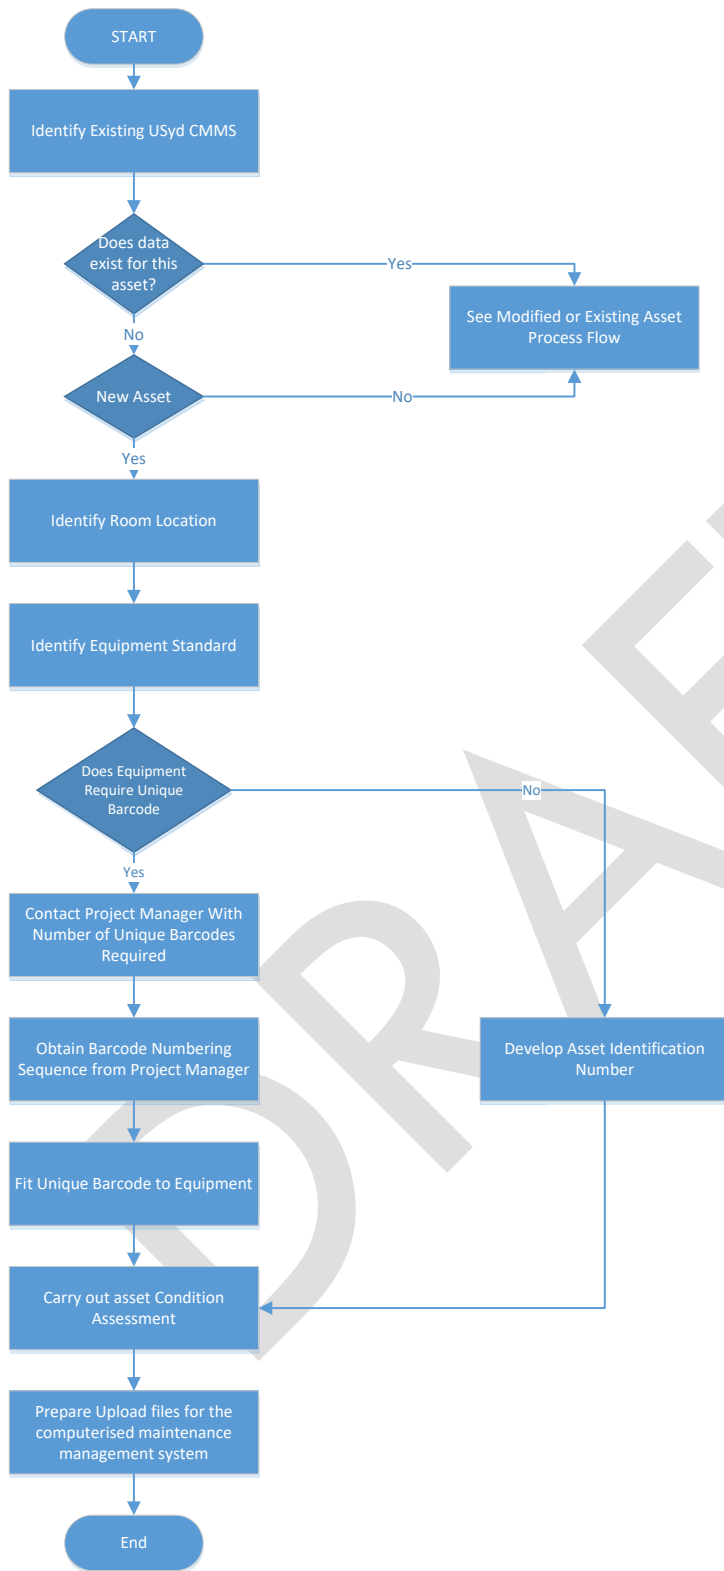 START
Identify Existing USyd CMMS
Does data
exist for this
asset?
Yes
See Modified or Existing Asset
Process Flow
No
New Asset
No
Yes
Identify Room Location
Identify Equipment Standard
Does Equipment
Require Unique
Barcode
No
Yes
Contact Project Manager With
Number of Unique Barcodes
Required
Obtain Barcode Numbering
Sequence from Project Manager
Develop Asset Identification
Number
Fit Unique Barcode to Equipment
Carry out asset Condition
Assessment
Prepare Upload files for the
computerised maintenance
management system
End